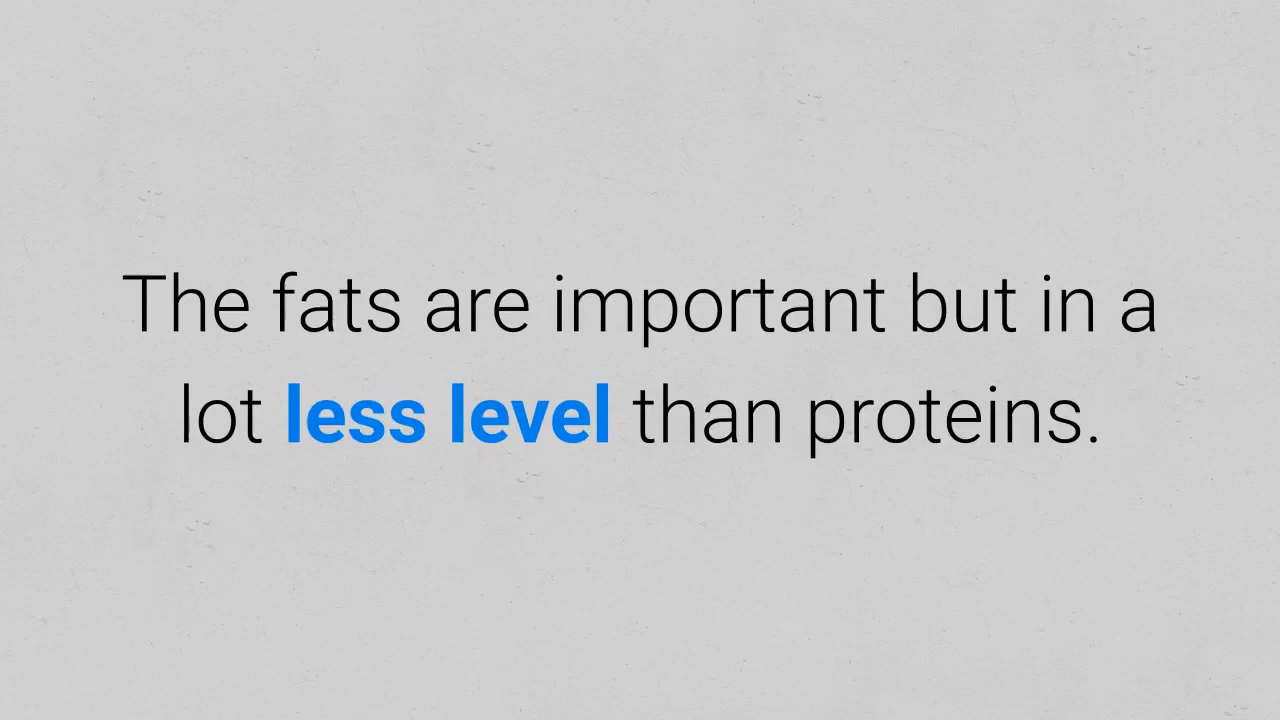 The fats are important but in a
lot less level than proteins.